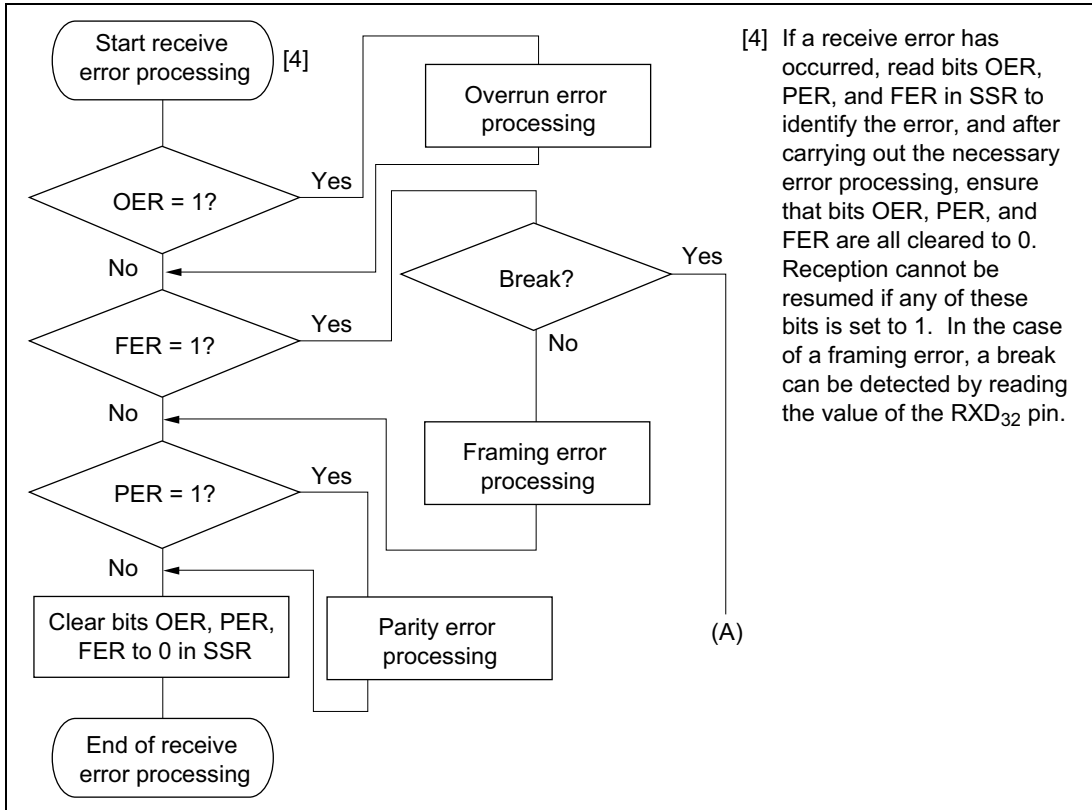 Start receive
error processing
[4]
OER = 1?
Yes
Overrun error
processing
No
FER = 1?
Yes
Break?
Yes
No
Framing error
processing
No
PER = 1?
Yes
Parity error
processing
No
Clear bits OER, PER,
FER to 0 in SSR
End of receive
error processing
(A)
[4] If a receive error has
occurred, read bits OER,
PER, and FER in SSR to
identify the error, and after
carrying out the necessary
error processing, ensure
that bits OER, PER, and
FER are all cleared to 0.
Reception cannot be
resumed if any of these
bits is set to 1. In the case
of a framing error, a break
can be detected by reading
the value of the RXD32 pin.